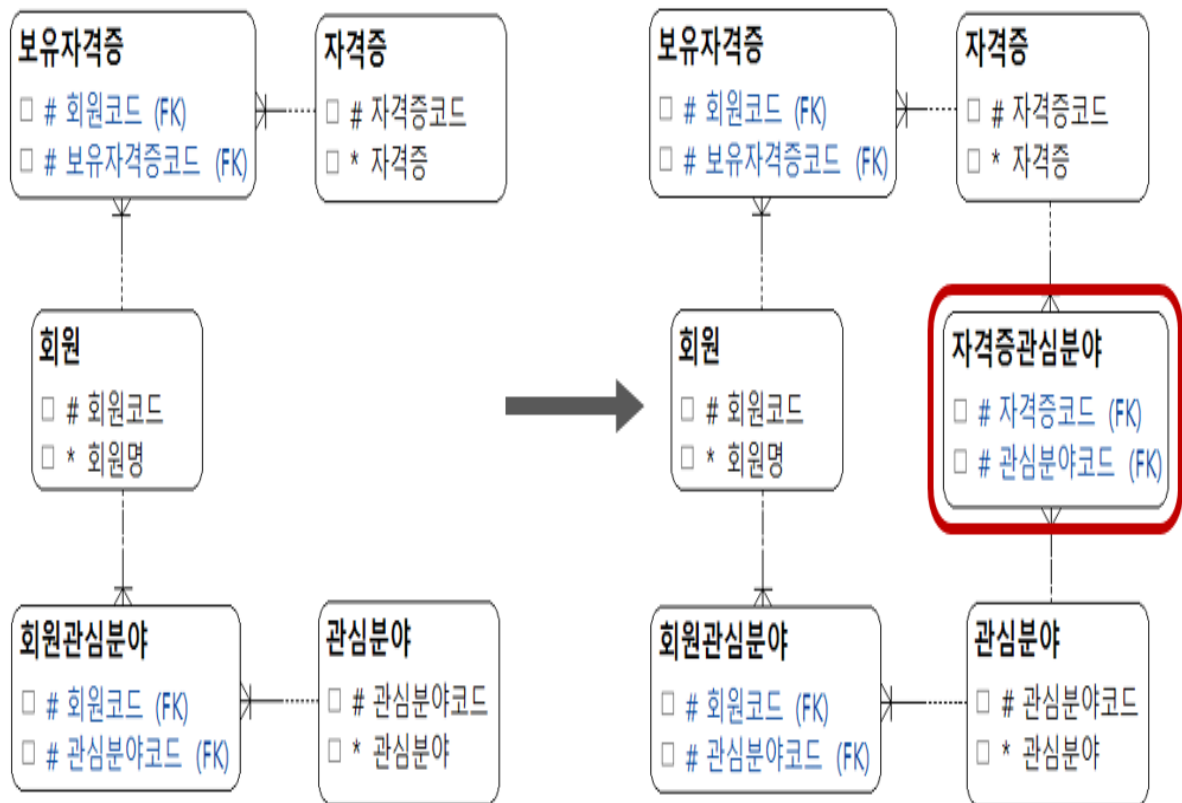 보유자격증
□ # 회원코드 (FK)
□ # 보유자격증코드 (FK)
자격증
□ # 자격증코드
□ * 자격증
회원
□ # 회원코드
□ * 회원명
회원관심분야
□ # 회원코드 (FK)
□ # 관심분야코드 (FK)
관심분야
□ # 관심분야코드
□ * 관심분야
보유자격증
□ # 회원코드 (FK)
□ # 보유자격증코드 (FK)
자격증
□ # 자격증코드
□ * 자격증
회원
□ # 회원코드
□ * 회원명
자격증관심분야
□ # 자격증코드 (FK)
□ # 관심분야코드 (FK)
회원관심분야
□ # 회원코드 (FK)
□ # 관심분야코드 (FK)
관심분야
□ # 관심분야코드
□ * 관심분야